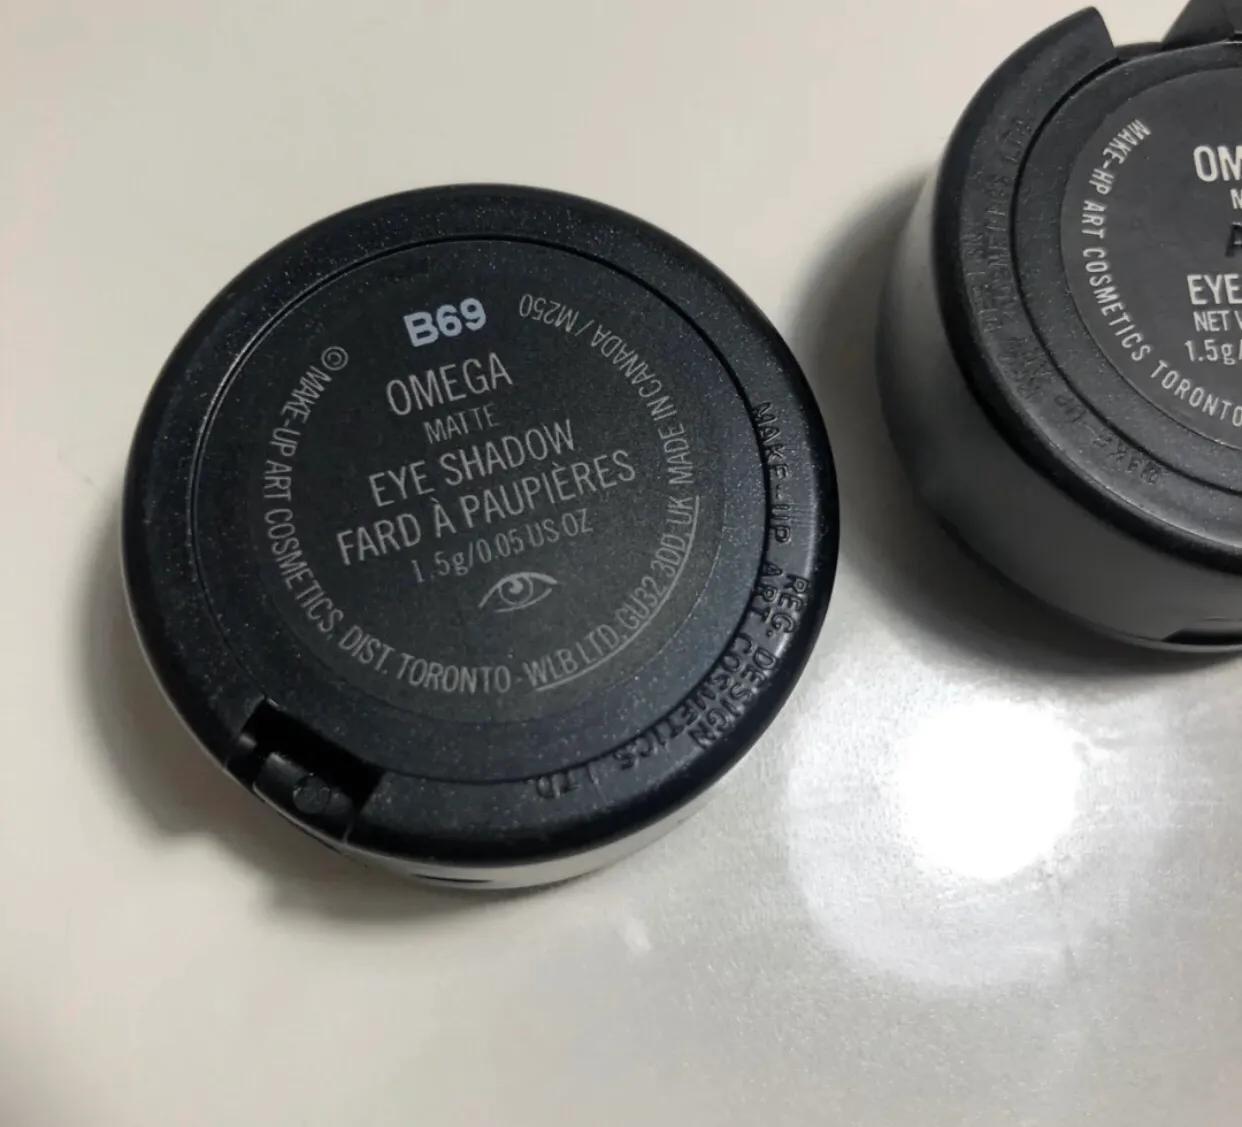 B69
OMEGA
MATTE
EYE SHADOW
FARD À PAUPIÈRES
1.5g/0.05 US OZ
© MAKE-UP ART COSMETICS, DIST. TORONTO - WLB LTD, GU32 3DD UK MADE IN CANADA / M250
REG. DESIGN
MAKE-UP ART COSMETICS LTD.
OM
M
EYE
NET
1.5g/
MAKE-UP ART COSMETICS TORONTO